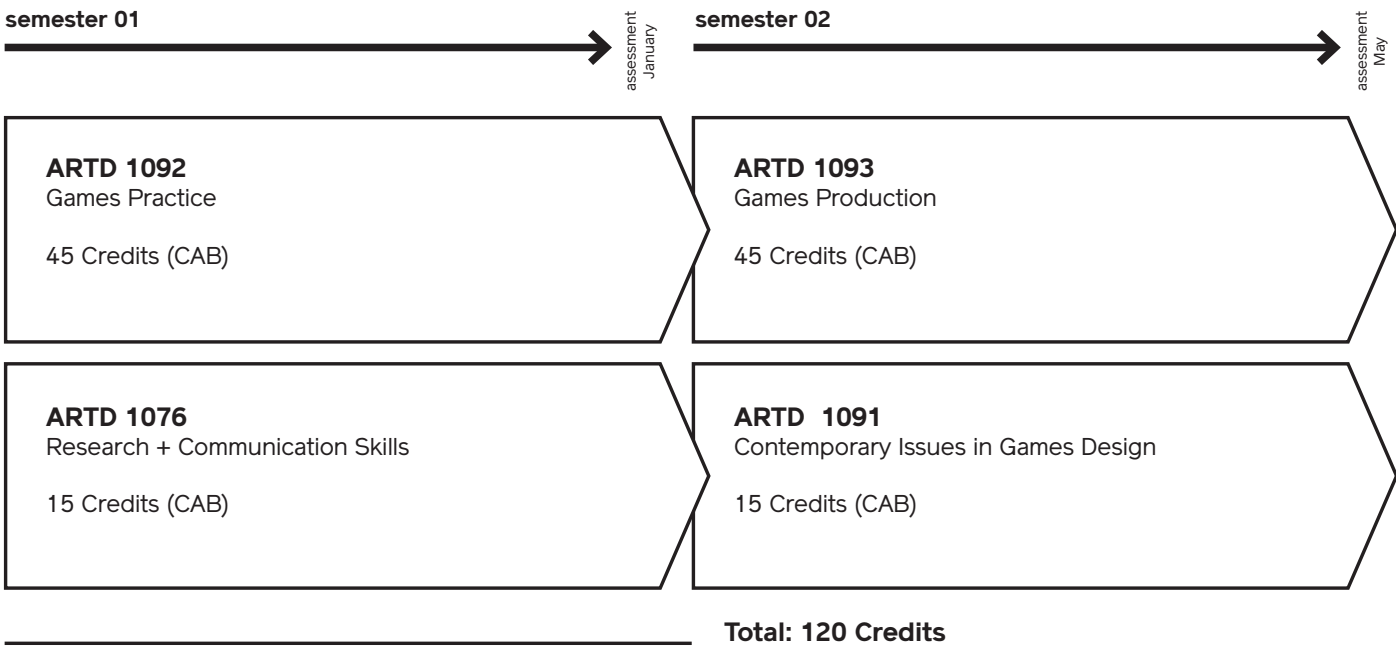 semester 01
assessment
January
semester 02
assessment
May
ARTD 1092
Games Practice
45 Credits (CAB)
ARTD 1093
Games Production
45 Credits (CAB)
ARTD 1076
Research + Communication Skills
15 Credits (CAB)
ARTD  1091
Contemporary Issues in Games Design
15 Credits (CAB)
Total: 120 Credits